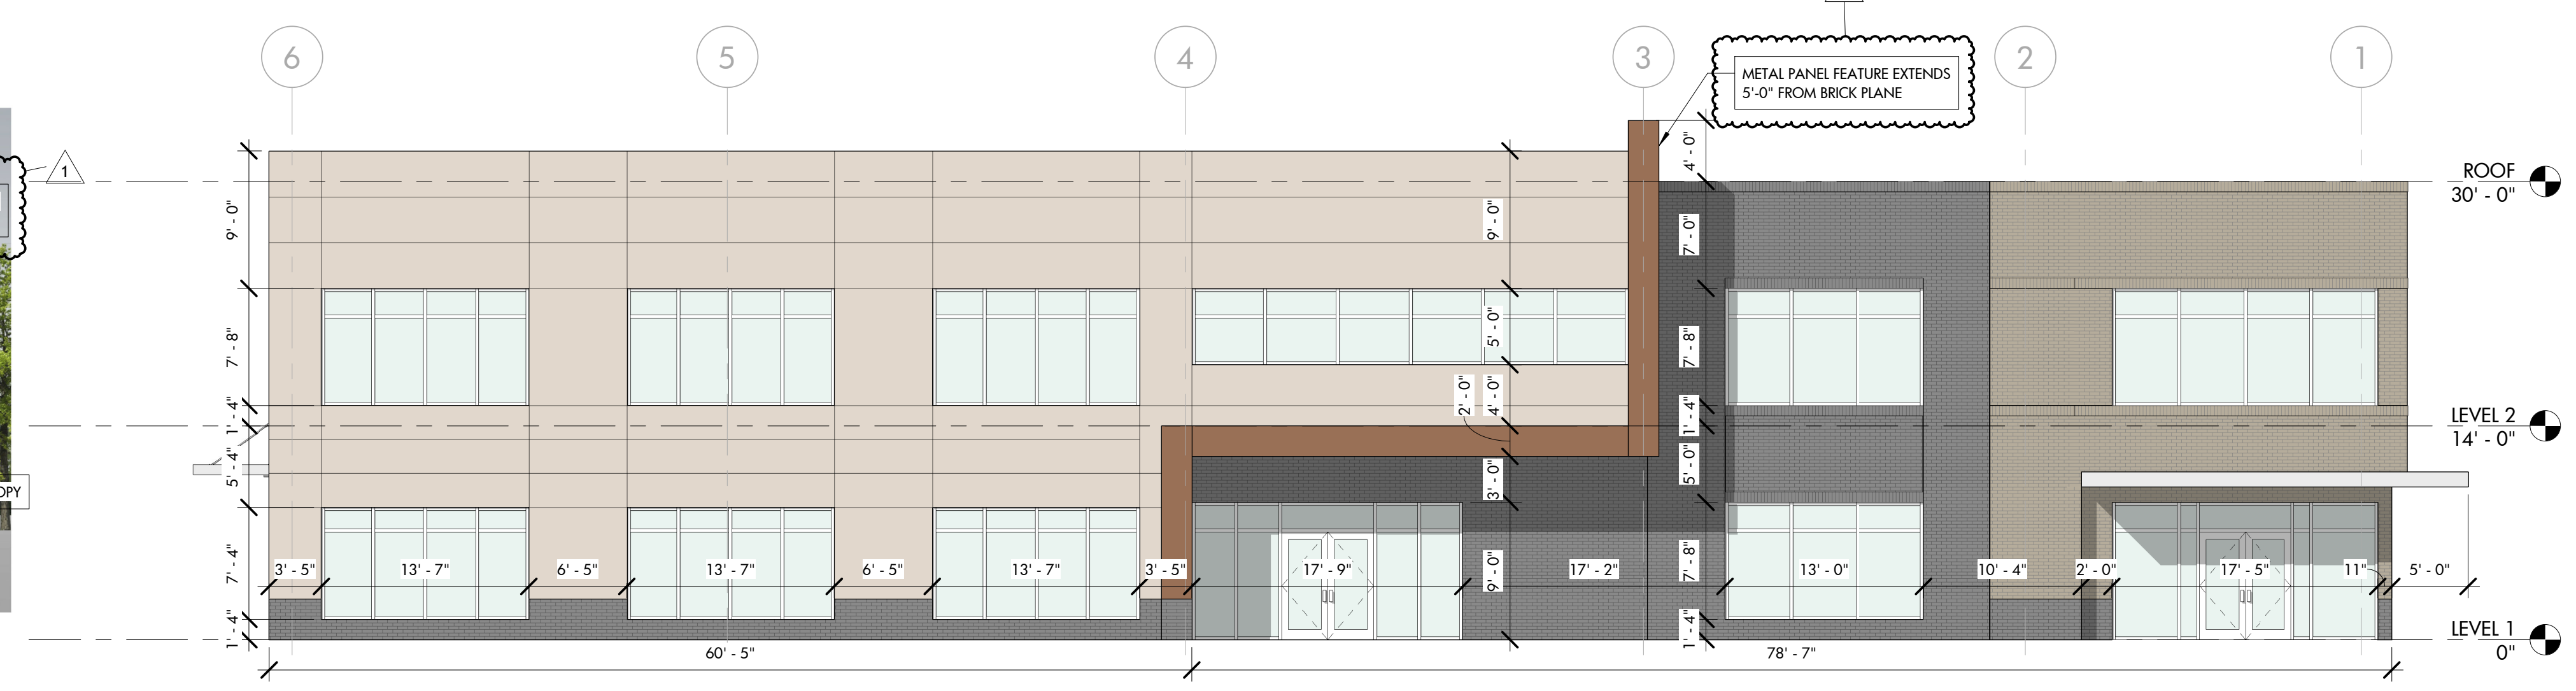 6
5
4
3
2
1
METAL PANEL FEATURE EXTENDS
5'-0" FROM BRICK PLANE
1
4' - 0"
ROOF
30' - 0"
9' - 0"
9' - 0"
7' - 0"
7' - 8"
5' - 0"
7' - 8"
1' - 4"
2' - 0"
4' - 0"
1' - 4"
LEVEL 2
14' - 0"
5' - 4"
3' - 0"
5' - 0"
OPY
7' - 4"
3' - 5"
13' - 7"
6' - 5"
13' - 7"
6' - 5"
13' - 7"
3' - 5"
17' - 9"
9' - 0"
17' - 2"
7' - 8"
13' - 0"
10' - 4"
2' - 0"
17' - 5"
11"
5' - 0"
1' - 4"
1' - 4"
LEVEL 1
0"
60' - 5"
78' - 7"